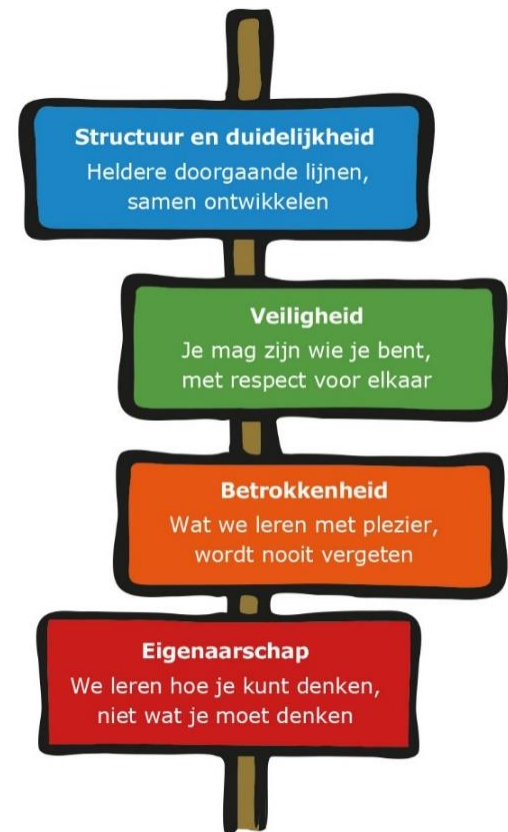 Structuur en duidelijkheid
Heldere doorgaande lijnen,
samen ontwikkelen
Veiligheid
Je mag zijn wie je bent,
met respect voor elkaar
Betrokkenheid
Wat we leren met plezier,
wordt nooit vergeten
Eigenaarschap
We leren hoe je kunt denken,
niet wat je moet denken